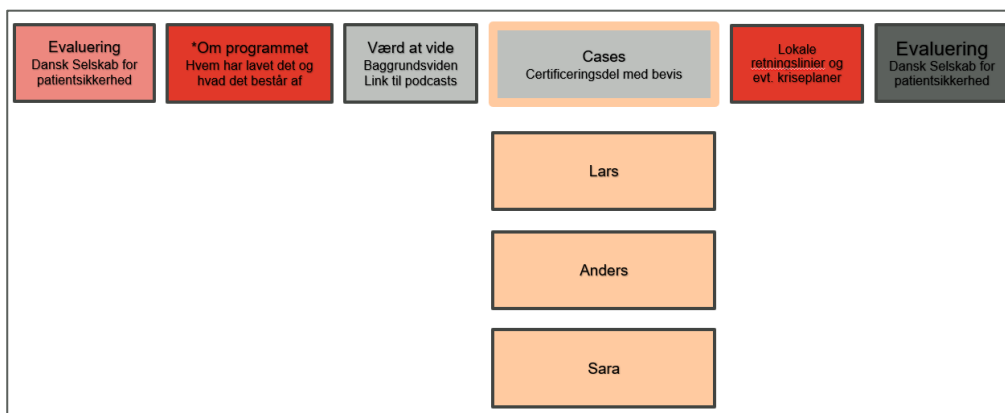 Evaluering
Dansk Selskab for
patientsikkerhed
*Om programmet
Hvem har lavet det og
hvad det består af
Værd at vide
Baggrundsviden
Link til podcasts
Cases
Certificeringsdel med bevis
Lokale
retningslinier og
evt. kriseplaner
Evaluering
Dansk Selskab for
patientsikkerhed
Lars
Anders
Sara